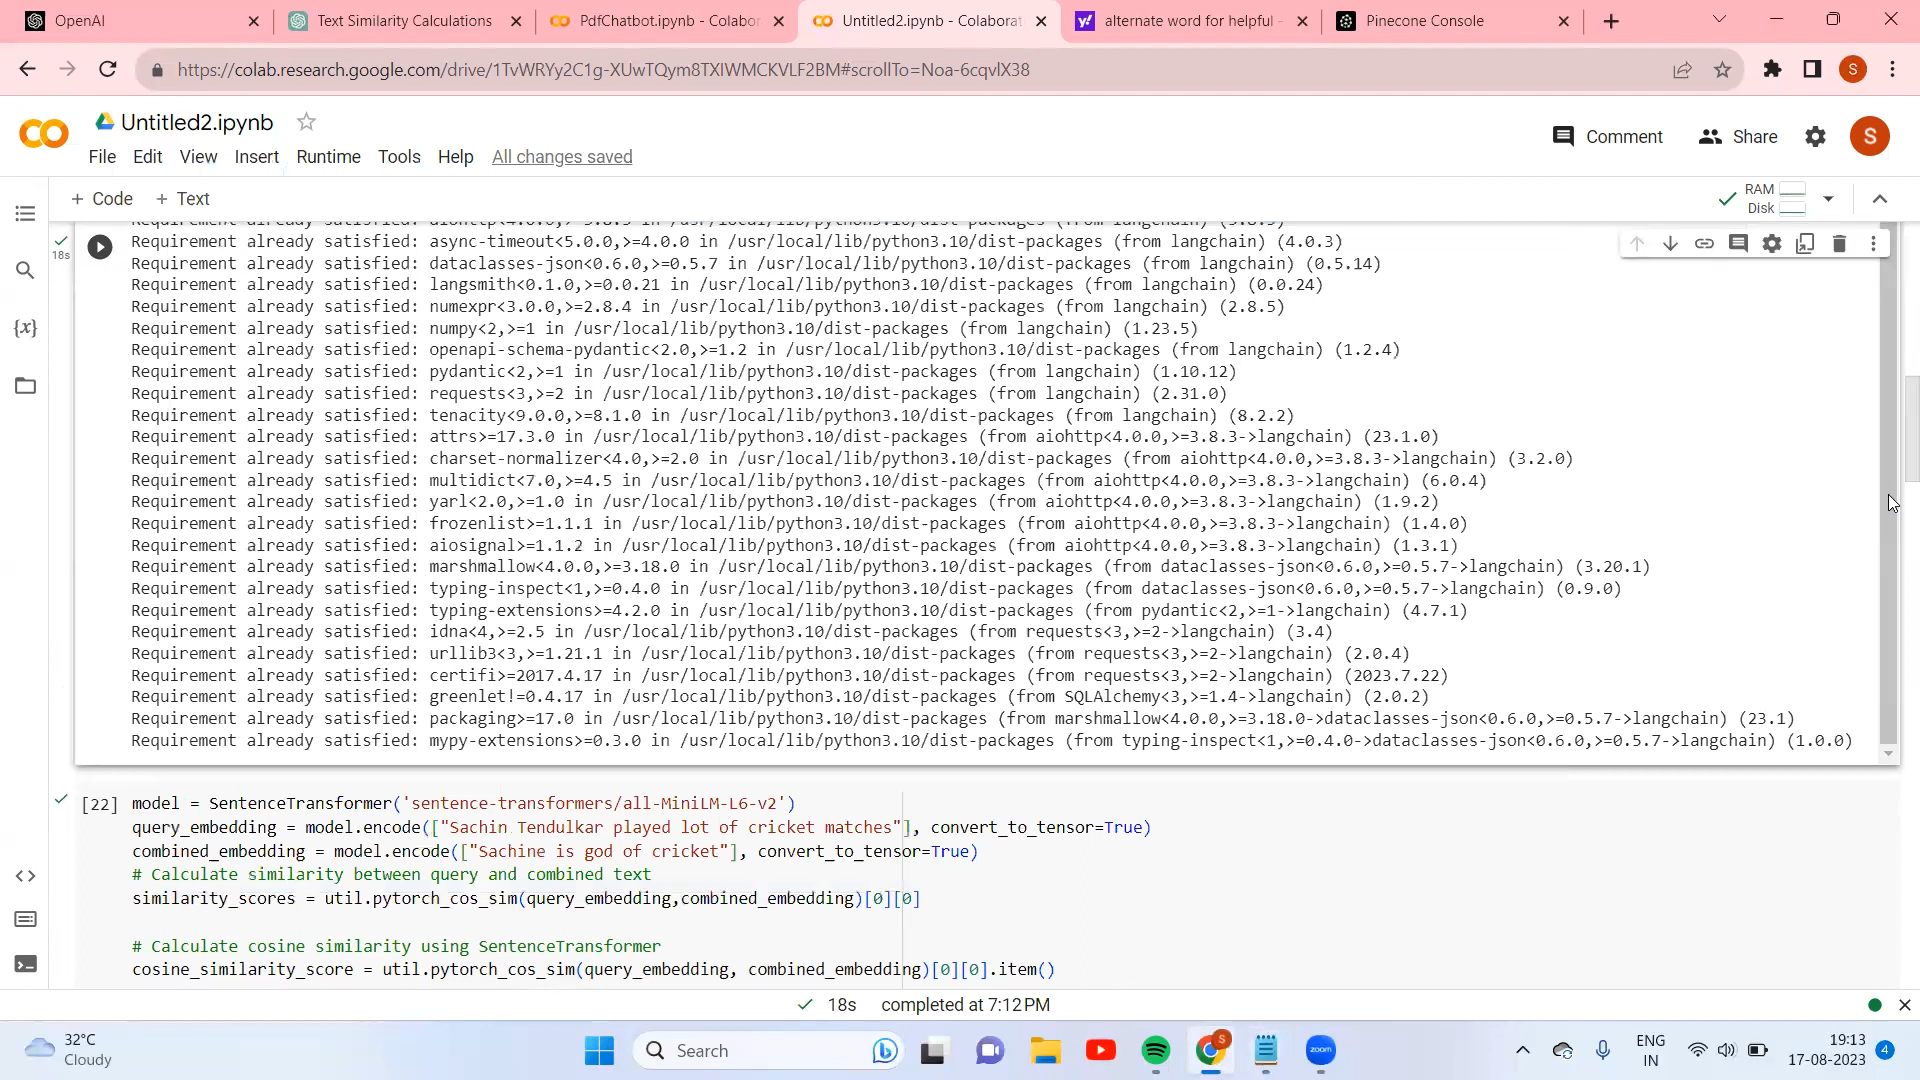 OpenAI
Text Similarity Calculations
PdfChatbot.ipynb - Colabor
Untitled2.ipynb - Colaborat
alternate word for helpful -
Pinecone Console
https://colab.research.google.com/drive/1TvWRYy2C1g-XUwTQym8TXlWMCKVLF2BM#scrollTo=Noa-6cqvlX38
S
Untitled2.ipynb
Comment
Share
S
File Edit View Insert Runtime Tools Help All changes saved
+ Code + Text
RAM
Disk
18s
Requirement already satisfied: aiohttp<4.0.0,>=3.8.3 in /usr/local/lib/python3.10/dist-packages (from langchain) (3.8.5)
Requirement already satisfied: async-timeout<5.0.0,>=4.0.0 in /usr/local/lib/python3.10/dist-packages (from langchain) (4.0.3)
Requirement already satisfied: dataclasses-json<0.6.0,>=0.5.7 in /usr/local/lib/python3.10/dist-packages (from langchain) (0.5.14)
Requirement already satisfied: langsmith<0.1.0,>=0.0.21 in /usr/local/lib/python3.10/dist-packages (from langchain) (0.0.24)
Requirement already satisfied: numexpr<3.0.0,>=2.8.4 in /usr/local/lib/python3.10/dist-packages (from langchain) (2.8.5)
Requirement already satisfied: numpy<2,>=1 in /usr/local/lib/python3.10/dist-packages (from langchain) (1.23.5)
Requirement already satisfied: openapi-schema-pydantic<2.0,>=1.2 in /usr/local/lib/python3.10/dist-packages (from langchain) (1.2.4)
Requirement already satisfied: pydantic<2,>=1 in /usr/local/lib/python3.10/dist-packages (from langchain) (1.10.12)
Requirement already satisfied: requests<3,>=2 in /usr/local/lib/python3.10/dist-packages (from langchain) (2.31.0)
Requirement already satisfied: tenacity<9.0.0,>=8.1.0 in /usr/local/lib/python3.10/dist-packages (from langchain) (8.2.2)
Requirement already satisfied: attrs>=17.3.0 in /usr/local/lib/python3.10/dist-packages (from aiohttp<4.0.0,>=3.8.3->langchain) (23.1.0)
Requirement already satisfied: charset-normalizer<4.0,>=2.0 in /usr/local/lib/python3.10/dist-packages (from aiohttp<4.0.0,>=3.8.3->langchain) (3.2.0)
Requirement already satisfied: multidict<7.0,>=4.5 in /usr/local/lib/python3.10/dist-packages (from aiohttp<4.0.0,>=3.8.3->langchain) (6.0.4)
Requirement already satisfied: yarl<2.0,>=1.0 in /usr/local/lib/python3.10/dist-packages (from aiohttp<4.0.0,>=3.8.3->langchain) (1.9.2)
Requirement already satisfied: frozenlist>=1.1.1 in /usr/local/lib/python3.10/dist-packages (from aiohttp<4.0.0,>=3.8.3->langchain) (1.4.0)
Requirement already satisfied: aiosignal>=1.1.2 in /usr/local/lib/python3.10/dist-packages (from aiohttp<4.0.0,>=3.8.3->langchain) (1.3.1)
Requirement already satisfied: marshmallow<4.0.0,>=3.18.0 in /usr/local/lib/python3.10/dist-packages (from dataclasses-json<0.6.0,>=0.5.7->langchain) (3.20.1)
Requirement already satisfied: typing-inspect<1,>=0.4.0 in /usr/local/lib/python3.10/dist-packages (from dataclasses-json<0.6.0,>=0.5.7->langchain) (0.9.0)
Requirement already satisfied: typing-extensions>=4.2.0 in /usr/local/lib/python3.10/dist-packages (from pydantic<2,>=1->langchain) (4.7.1)
Requirement already satisfied: idna<4,>=2.5 in /usr/local/lib/python3.10/dist-packages (from requests<3,>=2->langchain) (3.4)
Requirement already satisfied: urllib3<3,>=1.21.1 in /usr/local/lib/python3.10/dist-packages (from requests<3,>=2->langchain) (2.0.4)
Requirement already satisfied: certifi>=2017.4.17 in /usr/local/lib/python3.10/dist-packages (from requests<3,>=2->langchain) (2023.7.22)
Requirement already satisfied: greenlet!=0.4.17 in /usr/local/lib/python3.10/dist-packages (from SQLAlchemy<3,>=1.4->langchain) (2.0.2)
Requirement already satisfied: packaging>=17.0 in /usr/local/lib/python3.10/dist-packages (from marshmallow<4.0.0,>=3.18.0->dataclasses-json<0.6.0,>=0.5.7->langchain) (23.1)
Requirement already satisfied: mypy-extensions>=0.3.0 in /usr/local/lib/python3.10/dist-packages (from typing-inspect<1,>=0.4.0->dataclasses-json<0.6.0,>=0.5.7->langchain) (1.0.0)
[22] model = SentenceTransformer('sentence-transformers/all-MiniLM-L6-v2')
query_embedding = model.encode(["Sachin Tendulkar played lot of cricket matches"], convert_to_tensor=True)
combined_embedding = model.encode(["Sachine is god of cricket"], convert_to_tensor=True)
# Calculate similarity between query and combined text
similarity_scores = util.pytorch_cos_sim(query_embedding,combined_embedding)[0][0]
# Calculate cosine similarity using SentenceTransformer
cosine_similarity_score = util.pytorch_cos_sim(query_embedding, combined_embedding)[0][0].item()
18s completed at 7:12 PM
32°C
Cloudy
Search
S
zoom
ENG
IN
19:13
17-08-2023
4